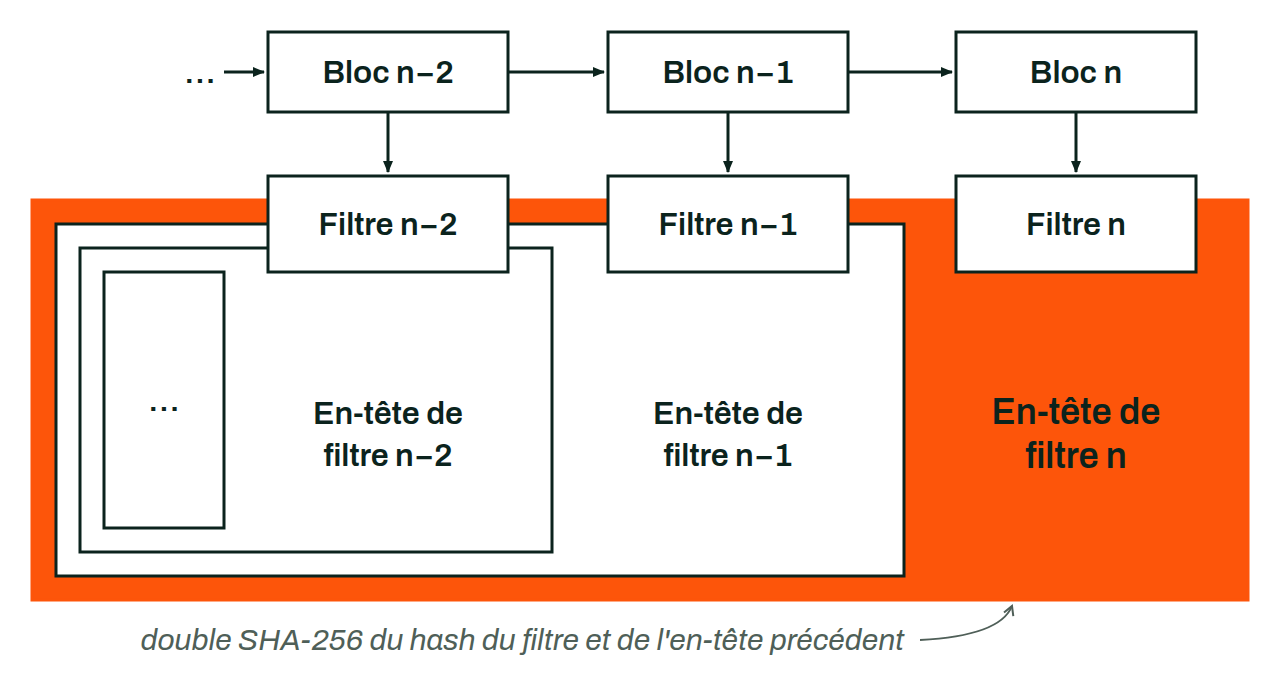 ...
Bloc n−2
Bloc n−1
Bloc n
Filtre n−2
Filtre n−1
Filtre n
...
En-tête de
filtre n−2
En-tête de
filtre n−1
En-tête de
filtre n
double SHA-256 du hash du filtre et de l'en-tête précédent